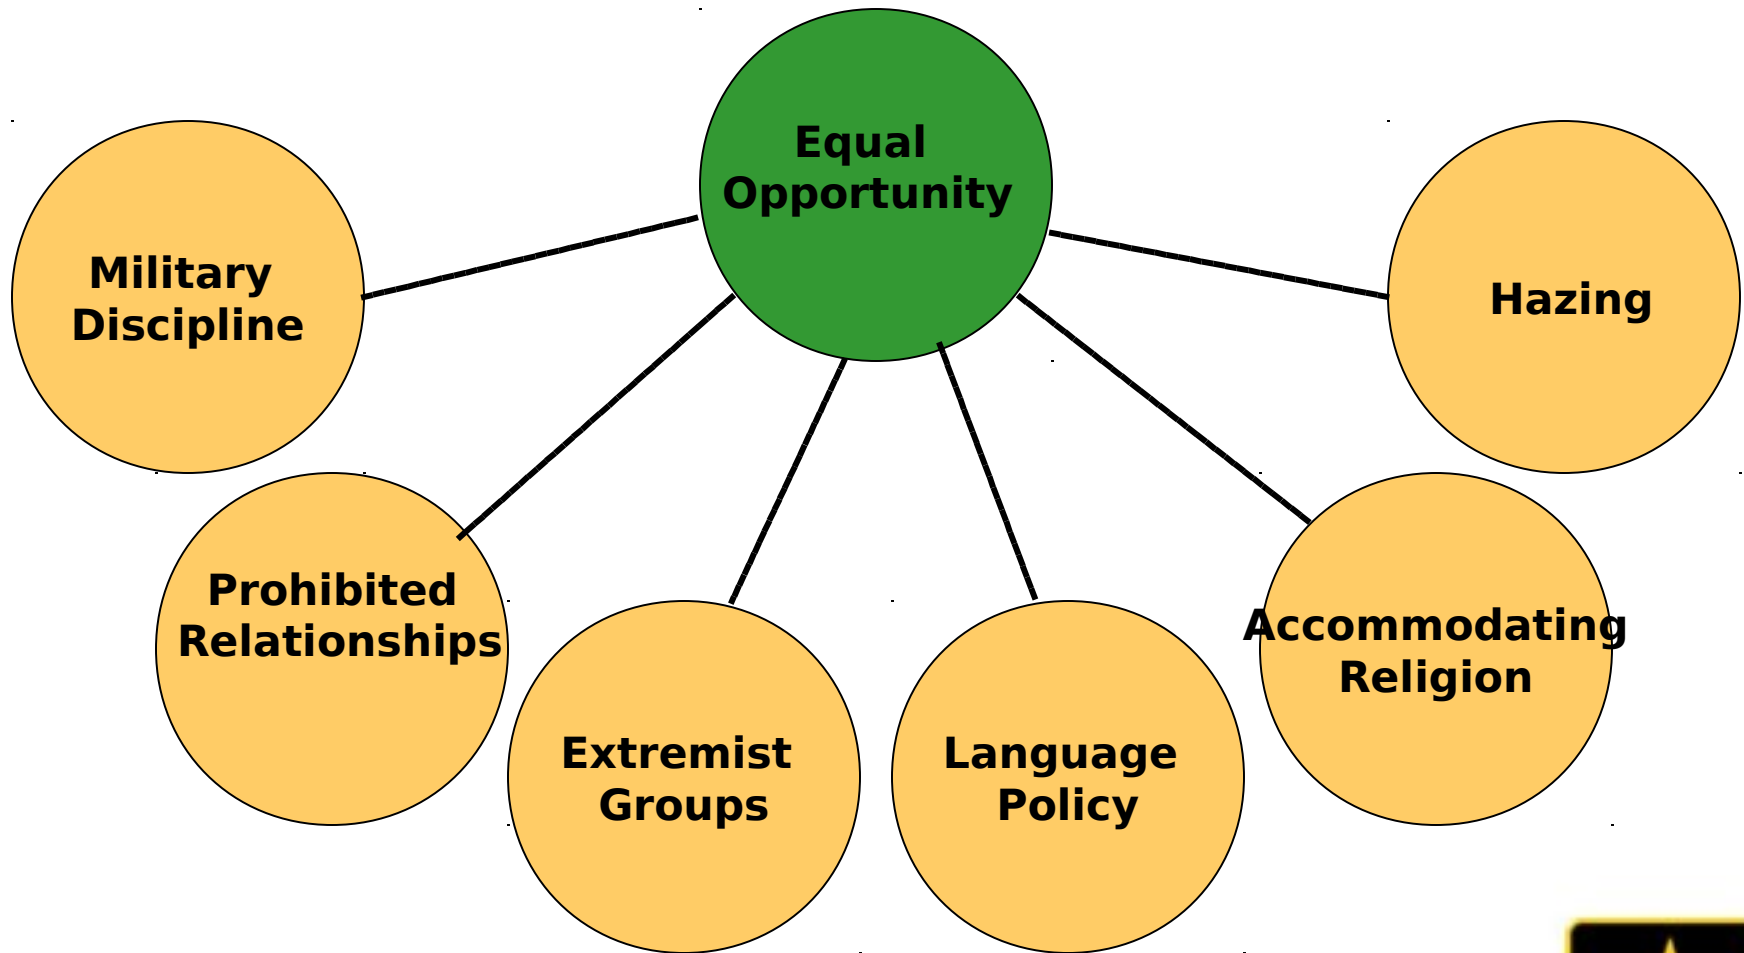 Equal
Opportunity
Military
Discipline
Hazing
Prohibited
Relationships
Accommodating
Religion
Extremist
Groups
Language
Policy